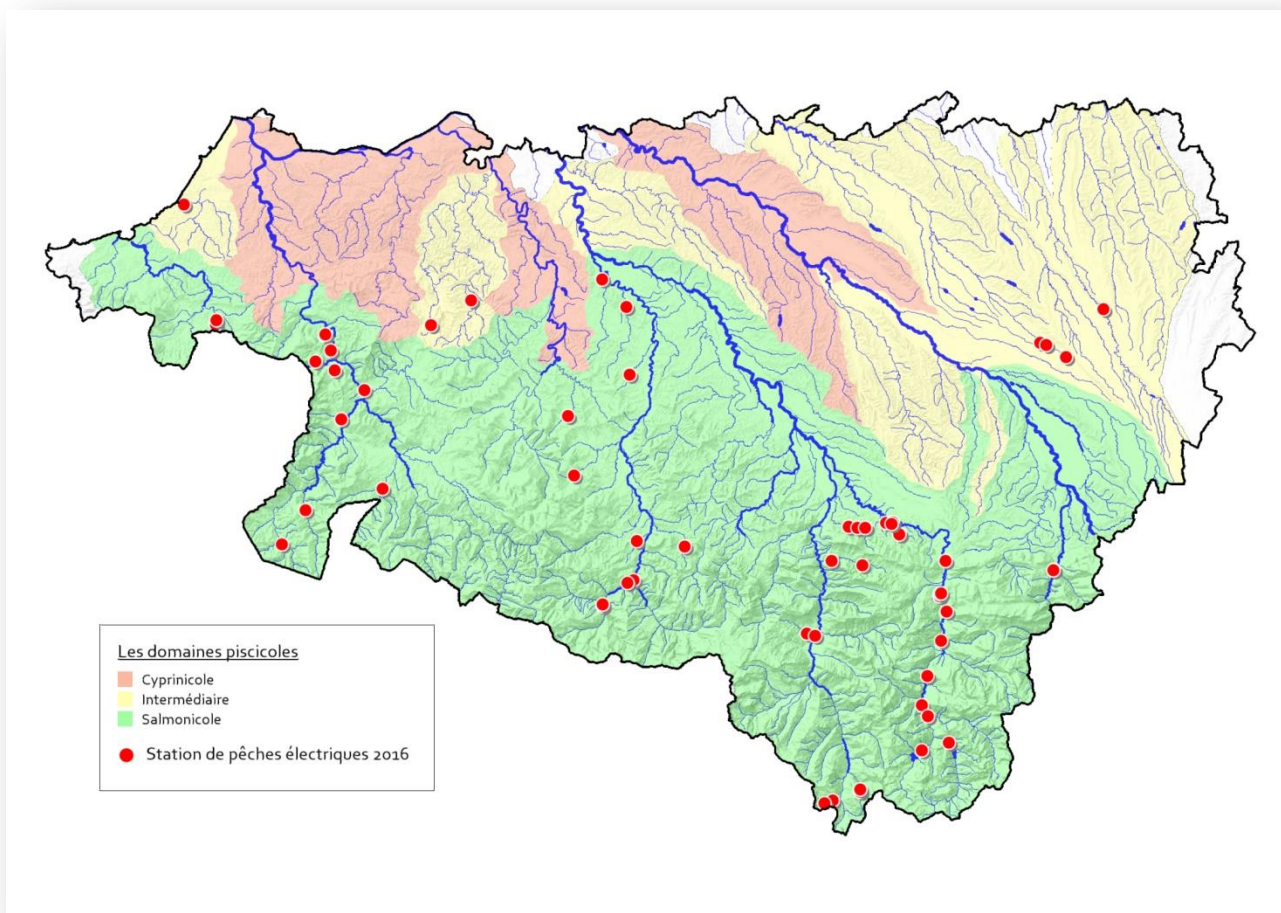 Les domaines piscicoles
Cyprinicole
Intermédiaire
Salmonicole
Station de pêches électriques 2016